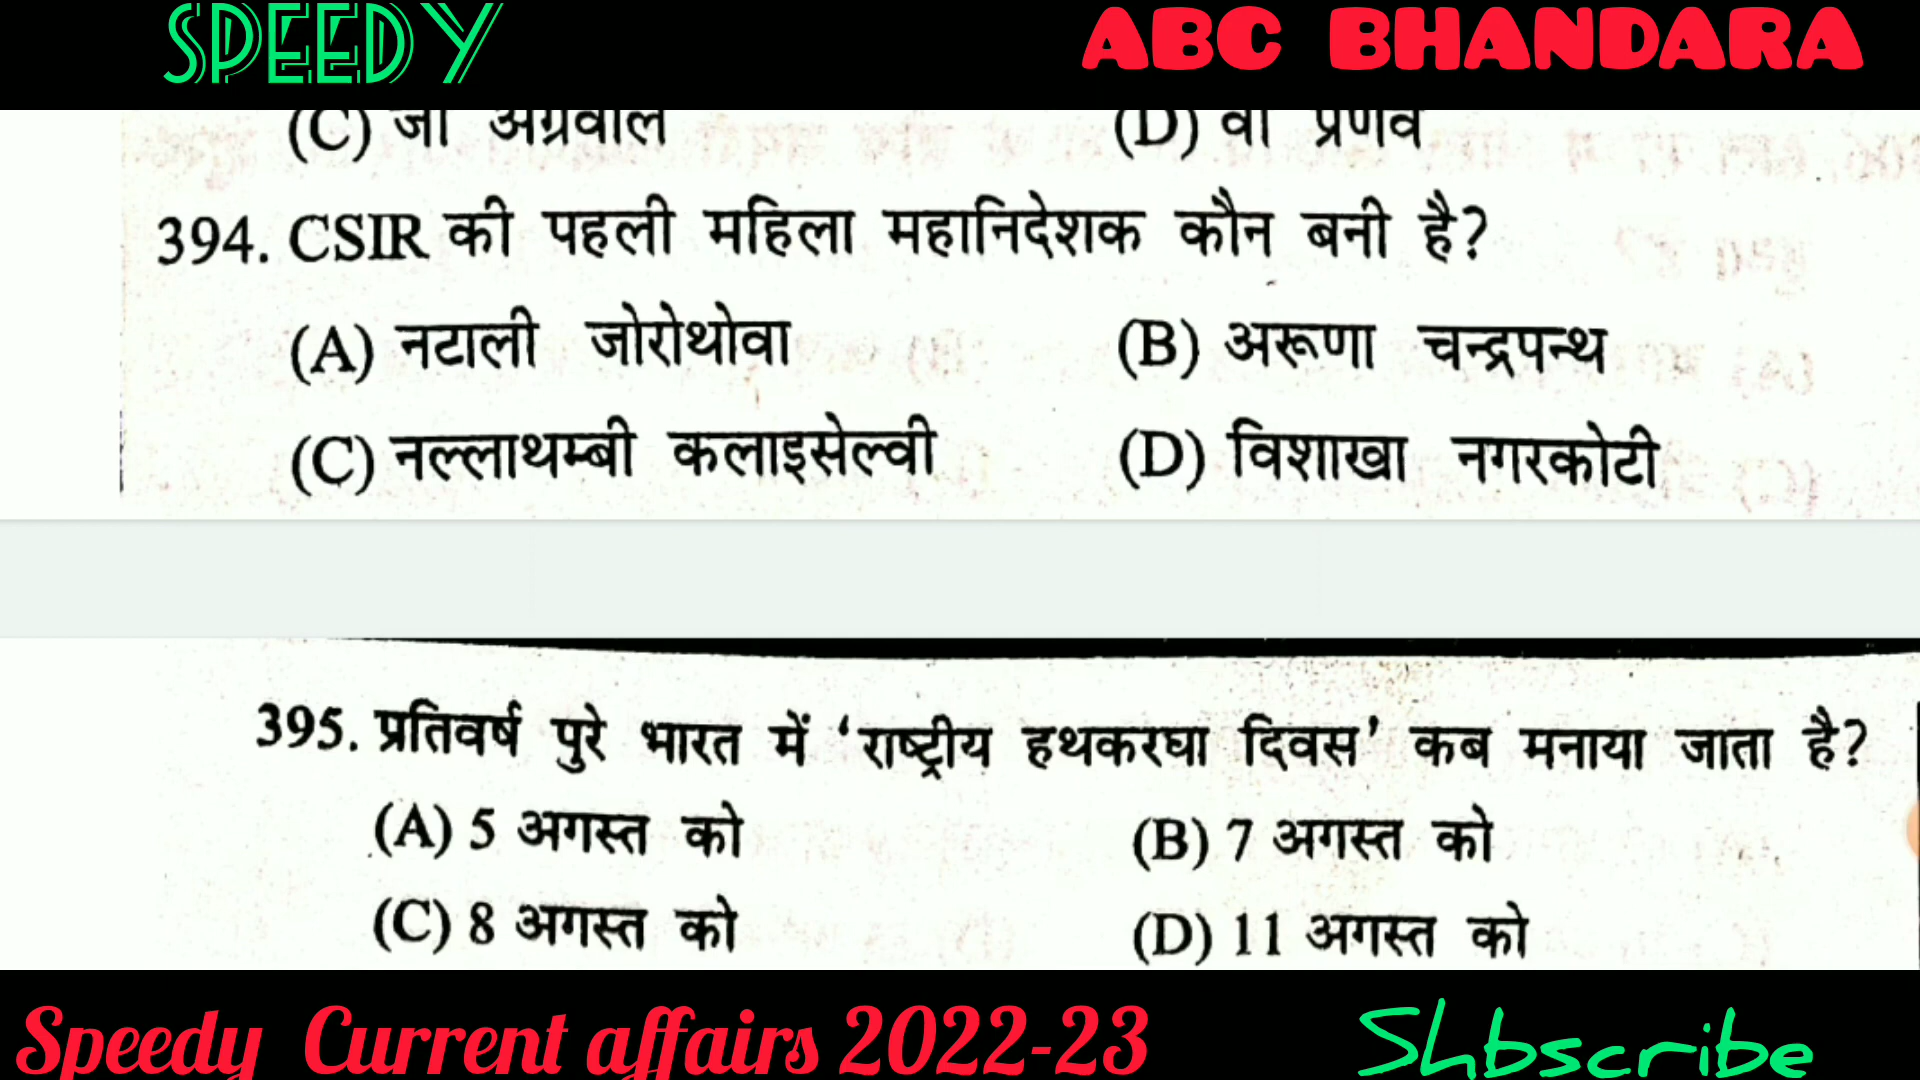 SPEEDY ABC BHANDARA
(C) जी अग्रवाल (D) वी प्रणव
394. CSIR की पहली महिला महानिदेशक कौन बनी है?
(A) नटाली जोरोथोवा (B) अरूणा चन्द्रपन्थ
(C) नल्लाथम्बी कलाइसेल्वी (D) विशाखा नगरकोटी
395. प्रतिवर्ष पुरे भारत में ‘राष्ट्रीय हथकरघा दिवस’ कब मनाया जाता है?
(A) 5 अगस्त को (B) 7 अगस्त को
(C) 8 अगस्त को (D) 11 अगस्त को
Speedy Current affairs 2022-23 Shbscribe